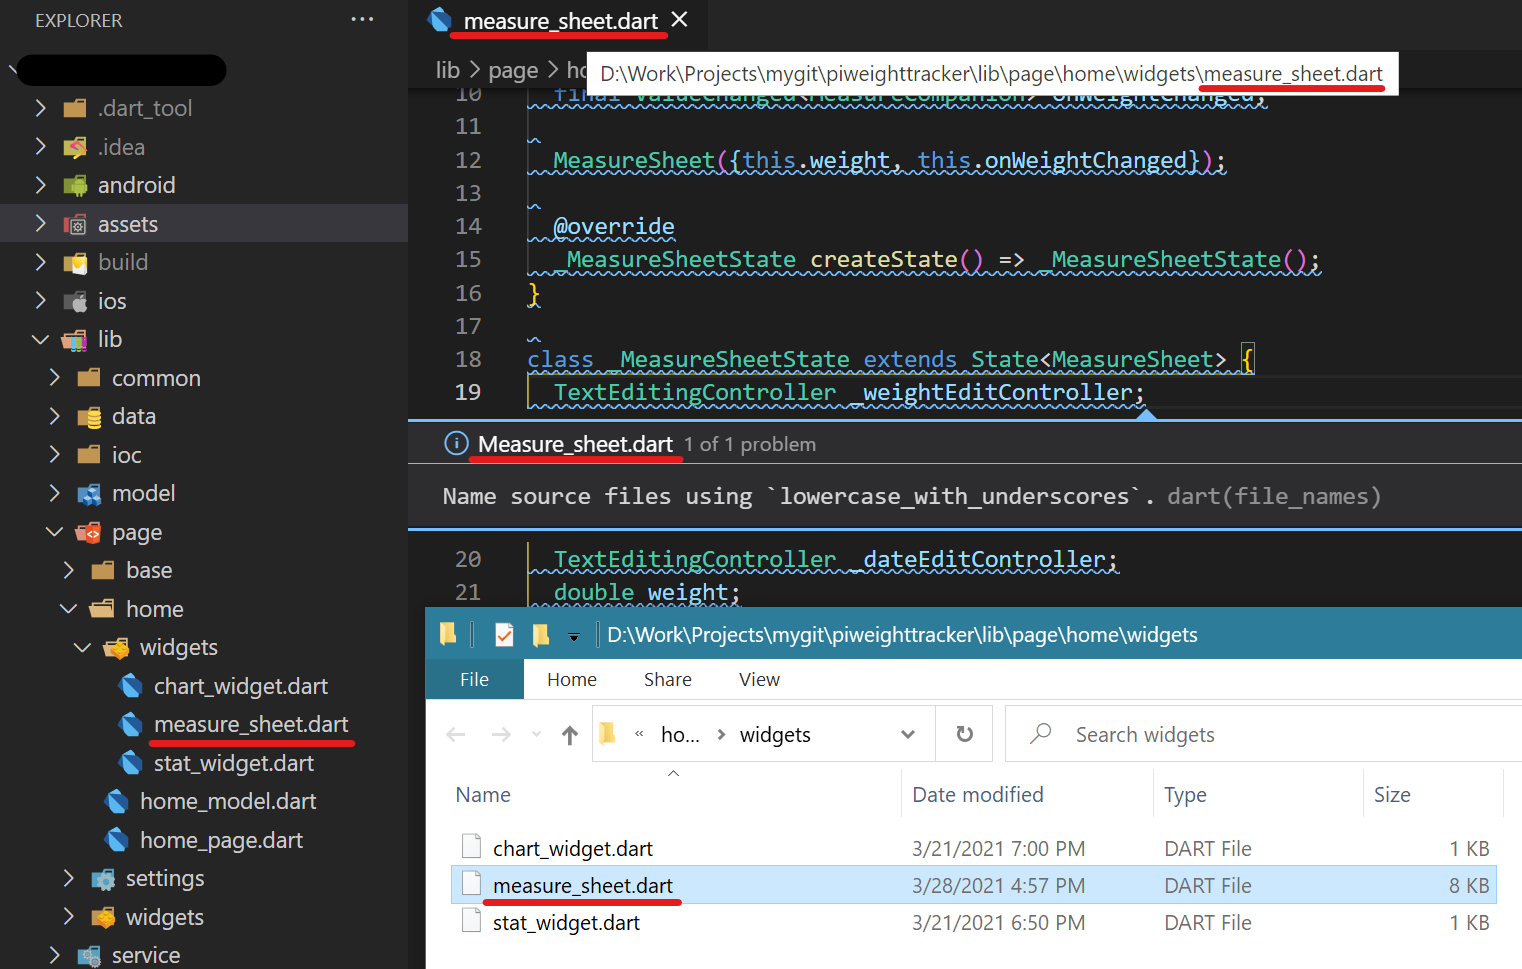 EXPLORER
.dart_tool
.idea
android
assets
build
ios
lib
common
data
ioc
model
page
base
home
widgets
chart_widget.dart
measure_sheet.dart
stat_widget.dart
home_model.dart
home_page.dart
settings
widgets
service
measure_sheet.dart
lib > page > ho
D:\Work\Projects\mygit\piweighttracker\lib\page\home\widgets\measure_sheet.dart
10 final ValueChanged<MeasureCompanion> onWeightChanged;
11
12 MeasureSheet({this.weight, this.onWeightChanged});
13
14 @override
15 _MeasureSheetState createState() => _MeasureSheetState();
16 }
17
18 class _MeasureSheetState extends State<MeasureSheet> {
19 TextEditingController _weightEditController;
Measure_sheet.dart 1 of 1 problem
Name source files using `lowercase_with_underscores`. dart(file_names)
20 TextEditingController _dateEditController;
21 double weight;
D:\Work\Projects\mygit\piweighttracker\lib\page\home\widgets
File Home Share View
« ho... > widgets
Search widgets
Name Date modified Type Size
chart_widget.dart 3/21/2021 7:00 PM DART File 1 KB
measure_sheet.dart 3/28/2021 4:57 PM DART File 8 KB
stat_widget.dart 3/21/2021 6:50 PM DART File 1 KB